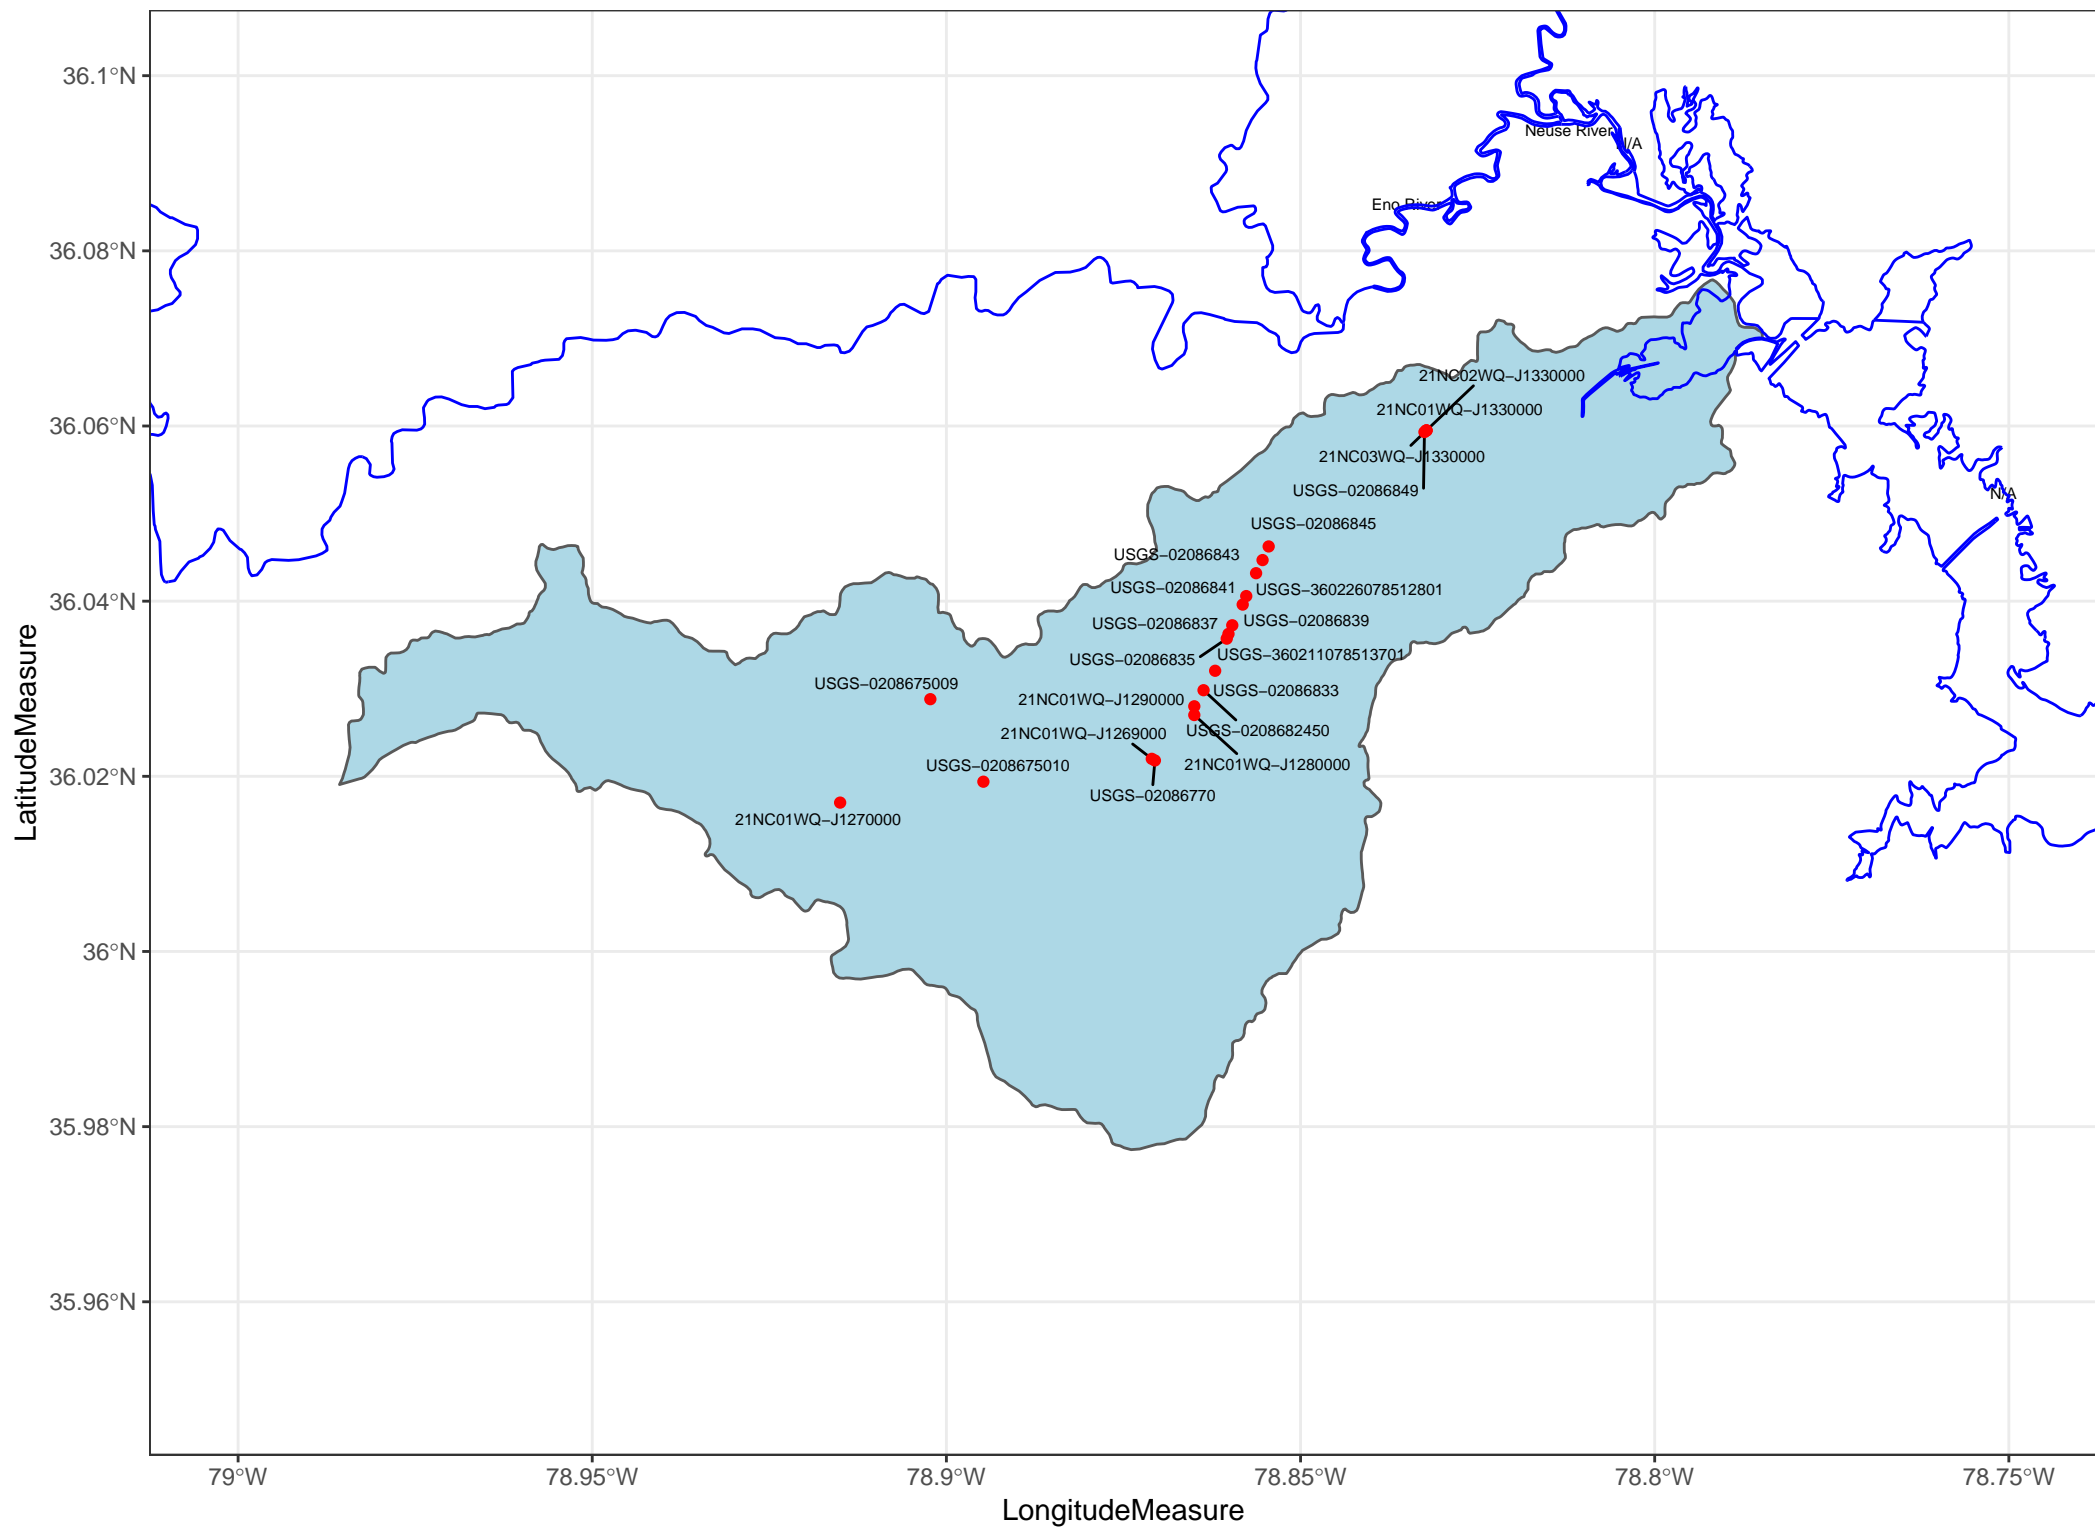 36.1°N
36.08°N
36.06°N
36.04°N
36.02°N
36°N
35.98°N
35.96°N
LatitudeMeasure
Neuse River
N/A
Eno River
21NC02WQ−J1330000
21NC01WQ−J1330000
21NC03WQ−J1330000
USGS−02086849
N/A
USGS−02086845
USGS−02086843
USGS−02086841
USGS−360226078512801
USGS−02086837
USGS−02086839
USGS−02086835
USGS−360211078513701
USGS−0208675009
USGS−02086833
21NC01WQ−J1290000
USGS−0208682450
21NC01WQ−J1269000
21NC01WQ−J1280000
USGS−0208675010
USGS−02086770
21NC01WQ−J1270000
79°W
78.95°W
78.9°W
78.85°W
78.8°W
78.75°W
LongitudeMeasure